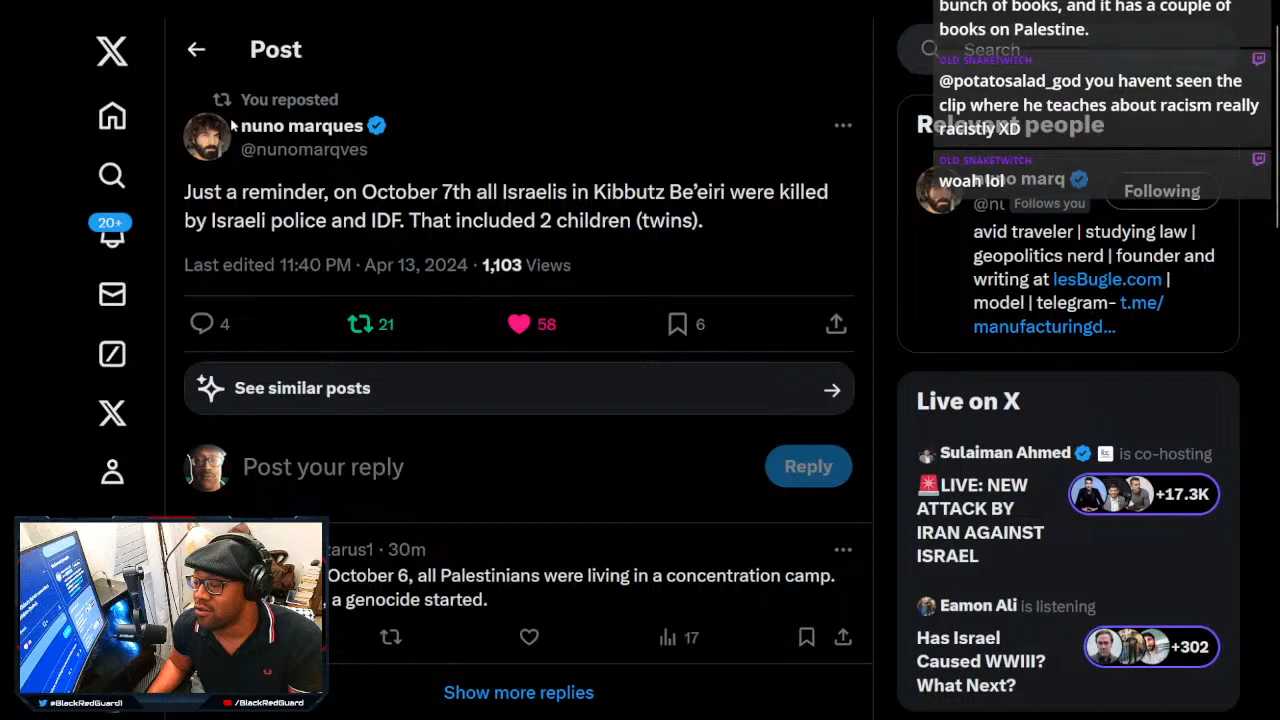 Post
You reposted
nuno marques
@nunomarqves
Just a reminder, on October 7th all Israelis in Kibbutz Be'eiri were killed
by Israeli police and IDF. That included 2 children (twins).
Last edited 11:40 PM · Apr 13, 2024 · 1,103 Views
4
21
58
6
See similar posts
Post your reply
Reply
tarus1 · 30m
October 6, all Palestinians were living in a concentration camp.
, a genocide started.
17
Show more replies
20+
#BlackRedGuard1
/BlackRedGuard
bunch of books, and it has a couple of
books on Palestine.
Search
OLD_SNAKETWITCH
@potatosalad_god you havent seen the
clip where he teaches about racism really
racistly XD
Relevant people
OLD_SNAKETWITCH
woah lol
marq
Following
Follows you
avid traveler | studying law |
geopolitics nerd | founder and
writing at lesBugle.com |
model | telegram- t.me/
manufacturingd...
Live on X
Sulaiman Ahmed is co-hosting
🚨LIVE: NEW
ATTACK BY
IRAN AGAINST
ISRAEL
+17.3K
Eamon Ali is listening
Has Israel
Caused WWIII?
What Next?
+302